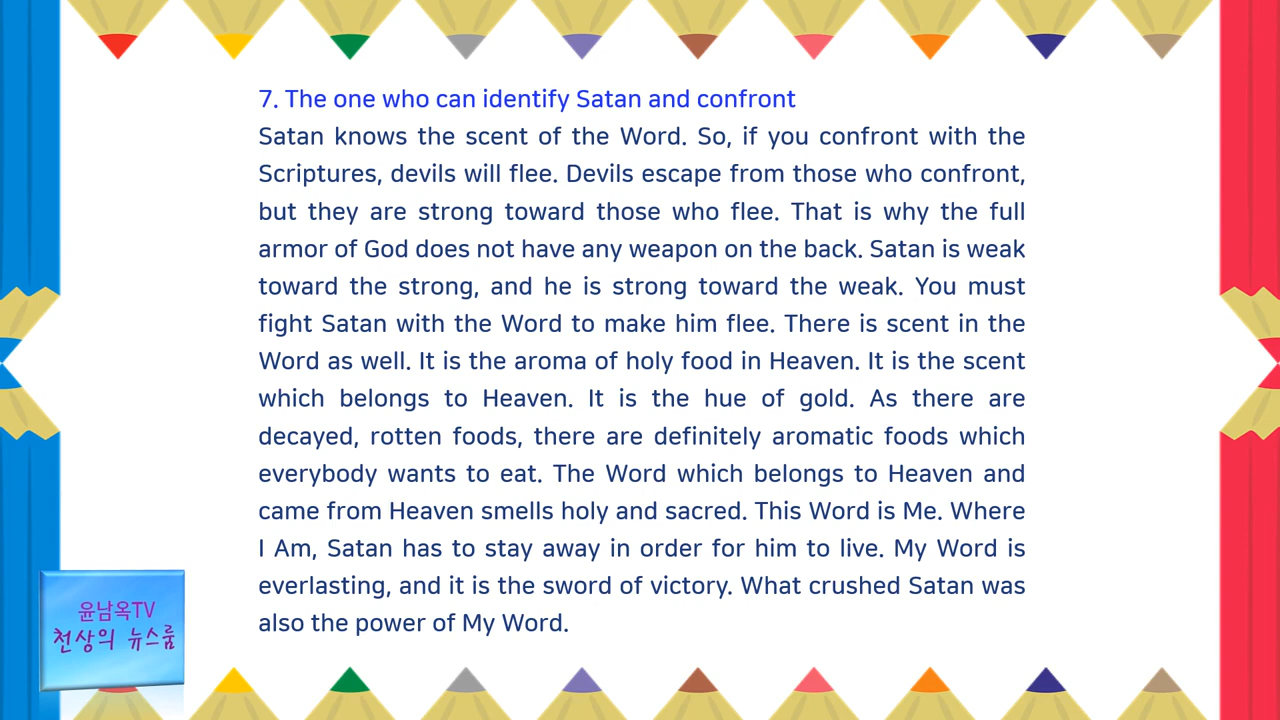 7. The one who can identify Satan and confront
Satan knows the scent of the Word. So, if you confront with the
Scriptures, devils will flee. Devils escape from those who confront,
but they are strong toward those who flee. That is why the full
armor of God does not have any weapon on the back. Satan is weak
toward the strong, and he is strong toward the weak. You must
fight Satan with the Word to make him flee. There is scent in the
Word as well. It is the aroma of holy food in Heaven. It is the scent
which belongs to Heaven. It is the hue of gold. As there are
decayed, rotten foods, there are definitely aromatic foods which
everybody wants to eat. The Word which belongs to Heaven and
came from Heaven smells holy and sacred. This Word is Me. Where
I Am, Satan has to stay away in order for him to live. My Word is
everlasting, and it is the sword of victory. What crushed Satan was
also the power of My Word.
윤남옥TV
천상의 뉴스룸